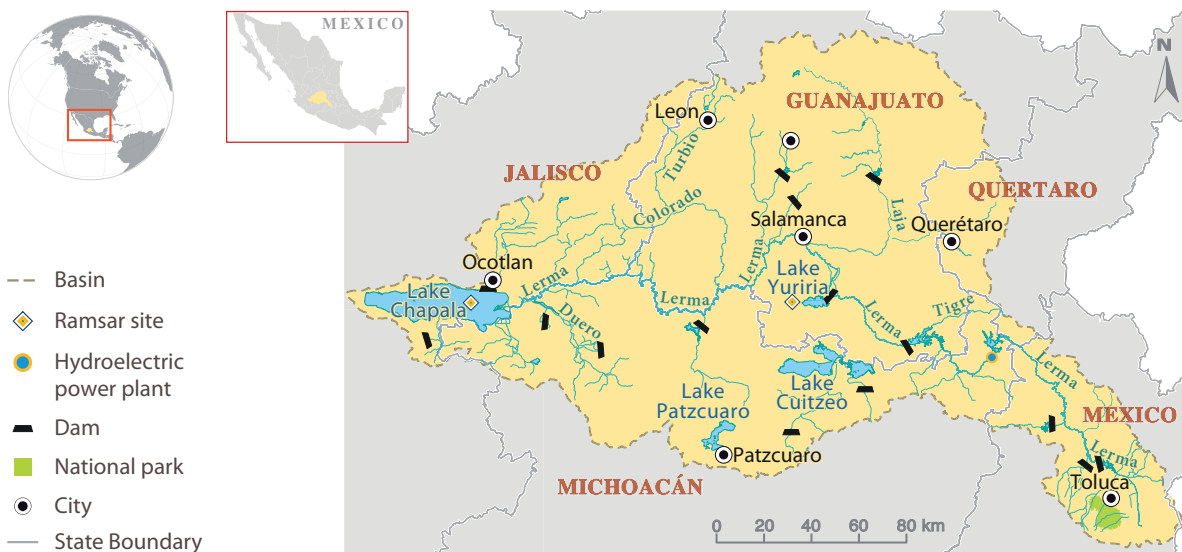 MEXICO
N
GUANAJUATO
Leon
Turbio
JALISCO
QUERTARO
Colorado
Laja
Salamanca
Querétaro
Ocotlan
Lerma
Lerma
Lake
Chapala
Lake
Yuriria
Lerma
Duero
Lerma
Tigre
Lerma
Lake
Patzcuaro
Lake
Cuitzeo
MEXICO
Lerma
Patzcuaro
Toluca
MICHOACÁN
0 20 40 60 80 km
Basin
Ramsar site
Hydroelectric
power plant
Dam
National park
City
State Boundary